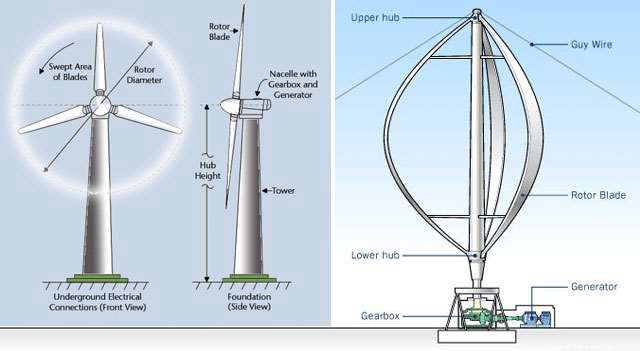 Swept Area
of Blades
Rotor
Diameter
Underground Electrical
Connections (Front View)
Rotor
Blade
Nacelle with
Gearbox and
Generator
Hub
Height
Tower
Foundation
(Side View)
Upper hub
Guy Wire
Rotor Blade
Lower hub
Generator
Gearbox